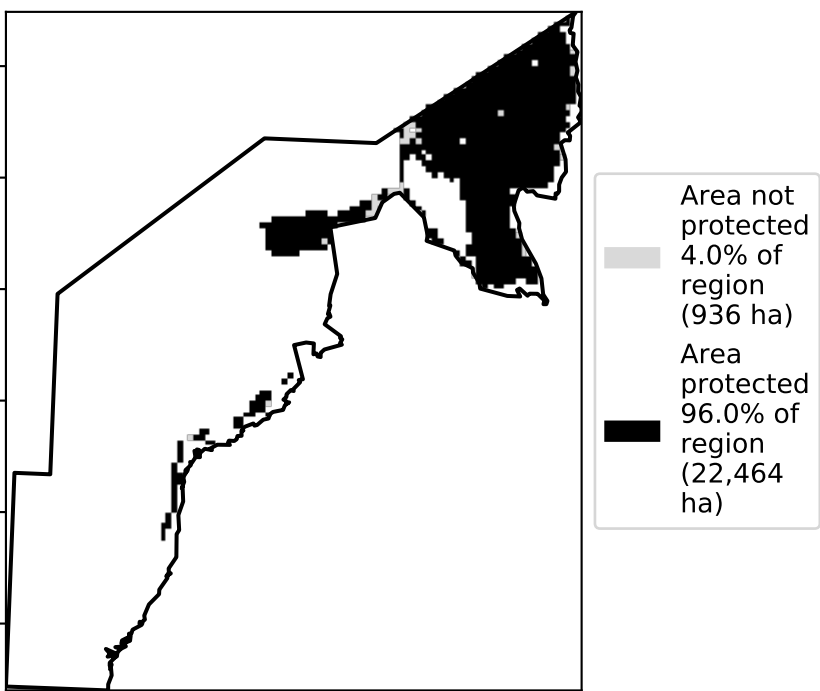 Area not
protected
4.0% of
region
(936 ha)
Area
protected
96.0% of
region
(22,464
ha)